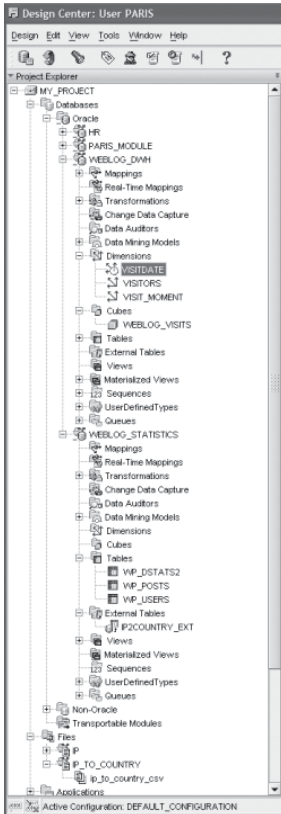 Design Center: User PARIS
Design Edit View Tools Window Help
?
Project Explorer
MY_PROJECT
Databases
Oracle
HR
PARIS_MODULE
WEBLOG_DWH
Mappings
Real-Time Mappings
Transformations
Change Data Capture
Data Auditors
Data Mining Models
Dimensions
VISITDATE
VISITORS
VISIT_MOMENT
Cubes
WEBLOG_VISITS
Tables
External Tables
Views
Materialized Views
123 Sequences
UserDefinedTypes
Queues
WEBLOG_STATISTICS
Mappings
Real-Time Mappings
Transformations
Change Data Capture
Data Auditors
Data Mining Models
Dimensions
Cubes
Tables
WP_DSTATS2
WP_POSTS
WP_USERS
External Tables
IP2COUNTRY_EXT
Views
Materialized Views
123 Sequences
UserDefinedTypes
Queues
Non-Oracle
Transportable Modules
Files
IP
IP_TO_COUNTRY
ip_to_country_csv
Applications
Active Configuration: DEFAULT_CONFIGURATION